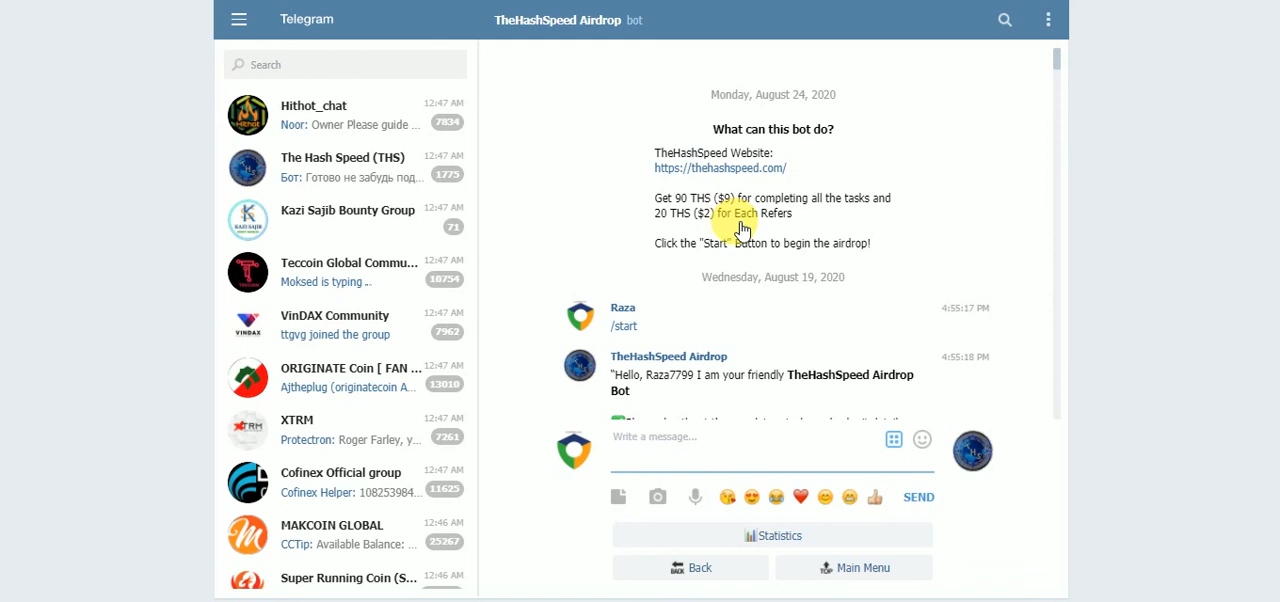 Telegram
TheHashSpeed Airdrop bot
Search
Hithot_chat 12:47 AM
Noor: Owner Please guide ... 7834
The Hash Speed (THS) 12:47 AM
Бот: Готово не забудь под... 1775
Kazi Sajib Bounty Group 12:47 AM
71
Teccoin Global Commu... 12:47 AM
Moksed is typing .. 10754
VinDAX Community 12:47 AM
ttgvg joined the group 7962
ORIGINATE Coin [ FAN ... 12:47 AM
Ajtheplug (originatecoin A... 13010
XTRM 12:47 AM
Protectron: Roger Farley, y... 7261
Cofinex Official group 12:47 AM
Cofinex Helper: 108253984... 11625
MAKCOIN GLOBAL 12:46 AM
CCTip: Available Balance: ... 25267
Super Running Coin (S... 12:46 AM
Monday, August 24, 2020
What can this bot do?
TheHashSpeed Website:
https://thehashspeed.com/
Get 90 THS ($9) for completing all the tasks and
20 THS ($2) for Each Refers
Click the "Start" Button to begin the airdrop!
Wednesday, August 19, 2020
Raza 4:55:17 PM
/start
TheHashSpeed Airdrop 4:55:18 PM
"Hello, Raza7799 I am your friendly TheHashSpeed Airdrop
Bot
Write a message...
SEND
Statistics
BACK Back
TOP Main Menu